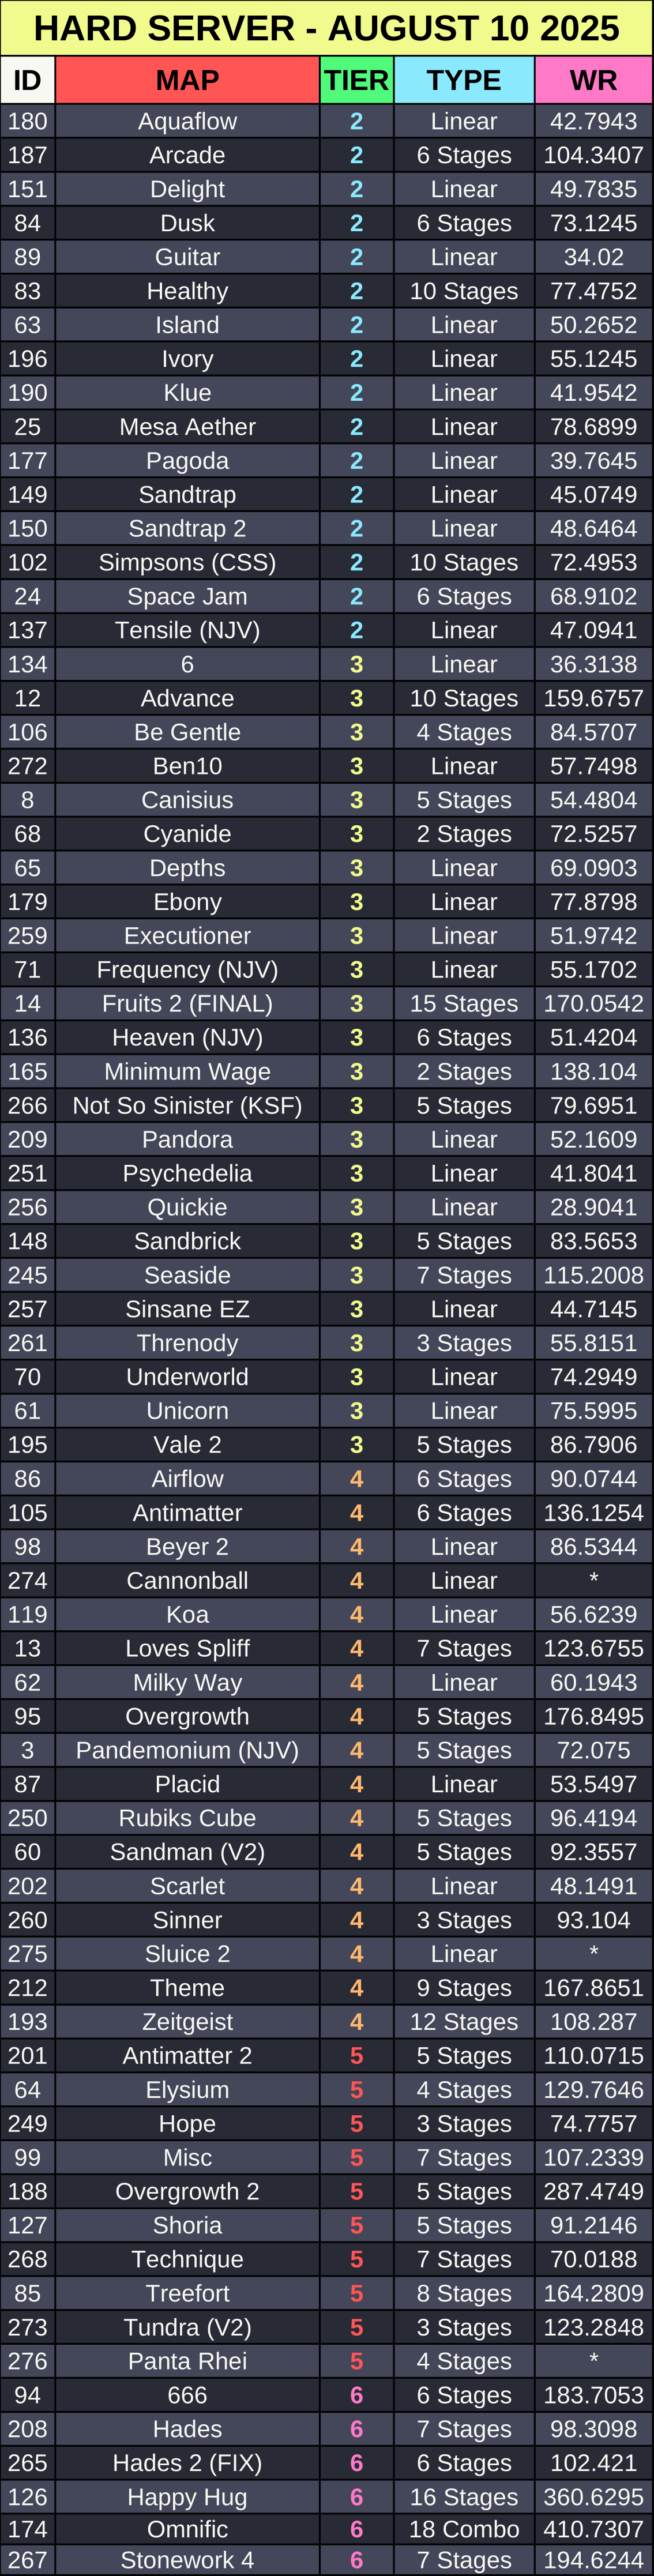 HARD SERVER - AUGUST 10 2025
ID MAP TIER TYPE WR
180 Aquaflow 2 Linear 42.7943
187 Arcade 2 6 Stages 104.3407
151 Delight 2 Linear 49.7835
84 Dusk 2 6 Stages 73.1245
89 Guitar 2 Linear 34.02
83 Healthy 2 10 Stages 77.4752
63 Island 2 Linear 50.2652
196 Ivory 2 Linear 55.1245
190 Klue 2 Linear 41.9542
25 Mesa Aether 2 Linear 78.6899
177 Pagoda 2 Linear 39.7645
149 Sandtrap 2 Linear 45.0749
150 Sandtrap 2 2 Linear 48.6464
102 Simpsons (CSS) 2 10 Stages 72.4953
24 Space Jam 2 6 Stages 68.9102
137 Tensile (NJV) 2 Linear 47.0941
134 6 3 Linear 36.3138
12 Advance 3 10 Stages 159.6757
106 Be Gentle 3 4 Stages 84.5707
272 Ben10 3 Linear 57.7498
8 Canisius 3 5 Stages 54.4804
68 Cyanide 3 2 Stages 72.5257
65 Depths 3 Linear 69.0903
179 Ebony 3 Linear 77.8798
259 Executioner 3 Linear 51.9742
71 Frequency (NJV) 3 Linear 55.1702
14 Fruits 2 (FINAL) 3 15 Stages 170.0542
136 Heaven (NJV) 3 6 Stages 51.4204
165 Minimum Wage 3 2 Stages 138.104
266 Not So Sinister (KSF) 3 5 Stages 79.6951
209 Pandora 3 Linear 52.1609
251 Psychedelia 3 Linear 41.8041
256 Quickie 3 Linear 28.9041
148 Sandbrick 3 5 Stages 83.5653
245 Seaside 3 7 Stages 115.2008
257 Sinsane EZ 3 Linear 44.7145
261 Threnody 3 3 Stages 55.8151
70 Underworld 3 Linear 74.2949
61 Unicorn 3 Linear 75.5995
195 Vale 2 3 5 Stages 86.7906
86 Airflow 4 6 Stages 90.0744
105 Antimatter 4 6 Stages 136.1254
98 Beyer 2 4 Linear 86.5344
274 Cannonball 4 Linear *
119 Koa 4 Linear 56.6239
13 Loves Spliff 4 7 Stages 123.6755
62 Milky Way 4 Linear 60.1943
95 Overgrowth 4 5 Stages 176.8495
3 Pandemonium (NJV) 4 5 Stages 72.075
87 Placid 4 Linear 53.5497
250 Rubiks Cube 4 5 Stages 96.4194
60 Sandman (V2) 4 5 Stages 92.3557
202 Scarlet 4 Linear 48.1491
260 Sinner 4 3 Stages 93.104
275 Sluice 2 4 Linear *
212 Theme 4 9 Stages 167.8651
193 Zeitgeist 4 12 Stages 108.287
201 Antimatter 2 5 5 Stages 110.0715
64 Elysium 5 4 Stages 129.7646
249 Hope 5 3 Stages 74.7757
99 Misc 5 7 Stages 107.2339
188 Overgrowth 2 5 5 Stages 287.4749
127 Shoria 5 5 Stages 91.2146
268 Technique 5 7 Stages 70.0188
85 Treefort 5 8 Stages 164.2809
273 Tundra (V2) 5 3 Stages 123.2848
276 Panta Rhei 5 4 Stages *
94 666 6 6 Stages 183.7053
208 Hades 6 7 Stages 98.3098
265 Hades 2 (FIX) 6 6 Stages 102.421
126 Happy Hug 6 16 Stages 360.6295
174 Omnific 6 18 Combo 410.7307
267 Stonework 4 6 7 Stages 194.6244